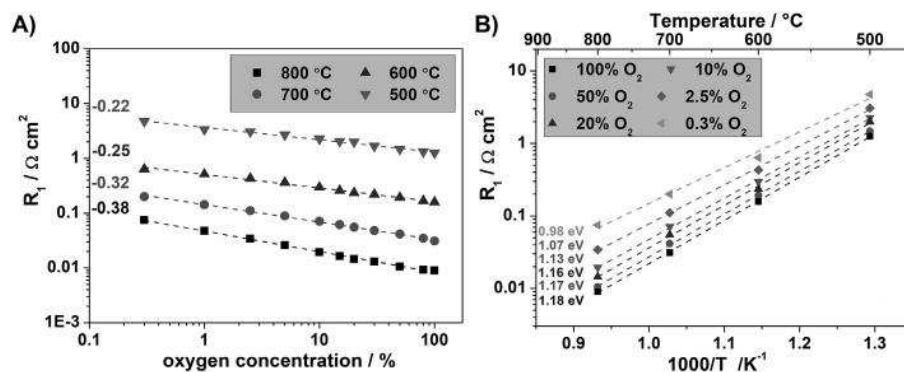 A)
100
10
1
0.1
0.01
1E-3
R1 / Ω cm²
800 °C
600 °C
700 °C
500 °C
-0.22
-0.25
-0.32
-0.38
0.1
1
10
100
oxygen concentration / %
B)
Temperature / °C
900 800 700 600 500
10
1
0.1
0.01
R1 / Ω cm²
100% O2
10% O2
50% O2
2.5% O2
20% O2
0.3% O2
0.98 eV
1.07 eV
1.13 eV
1.16 eV
1.17 eV
1.18 eV
0.9 1.0 1.1 1.2 1.3
1000/T /K⁻¹